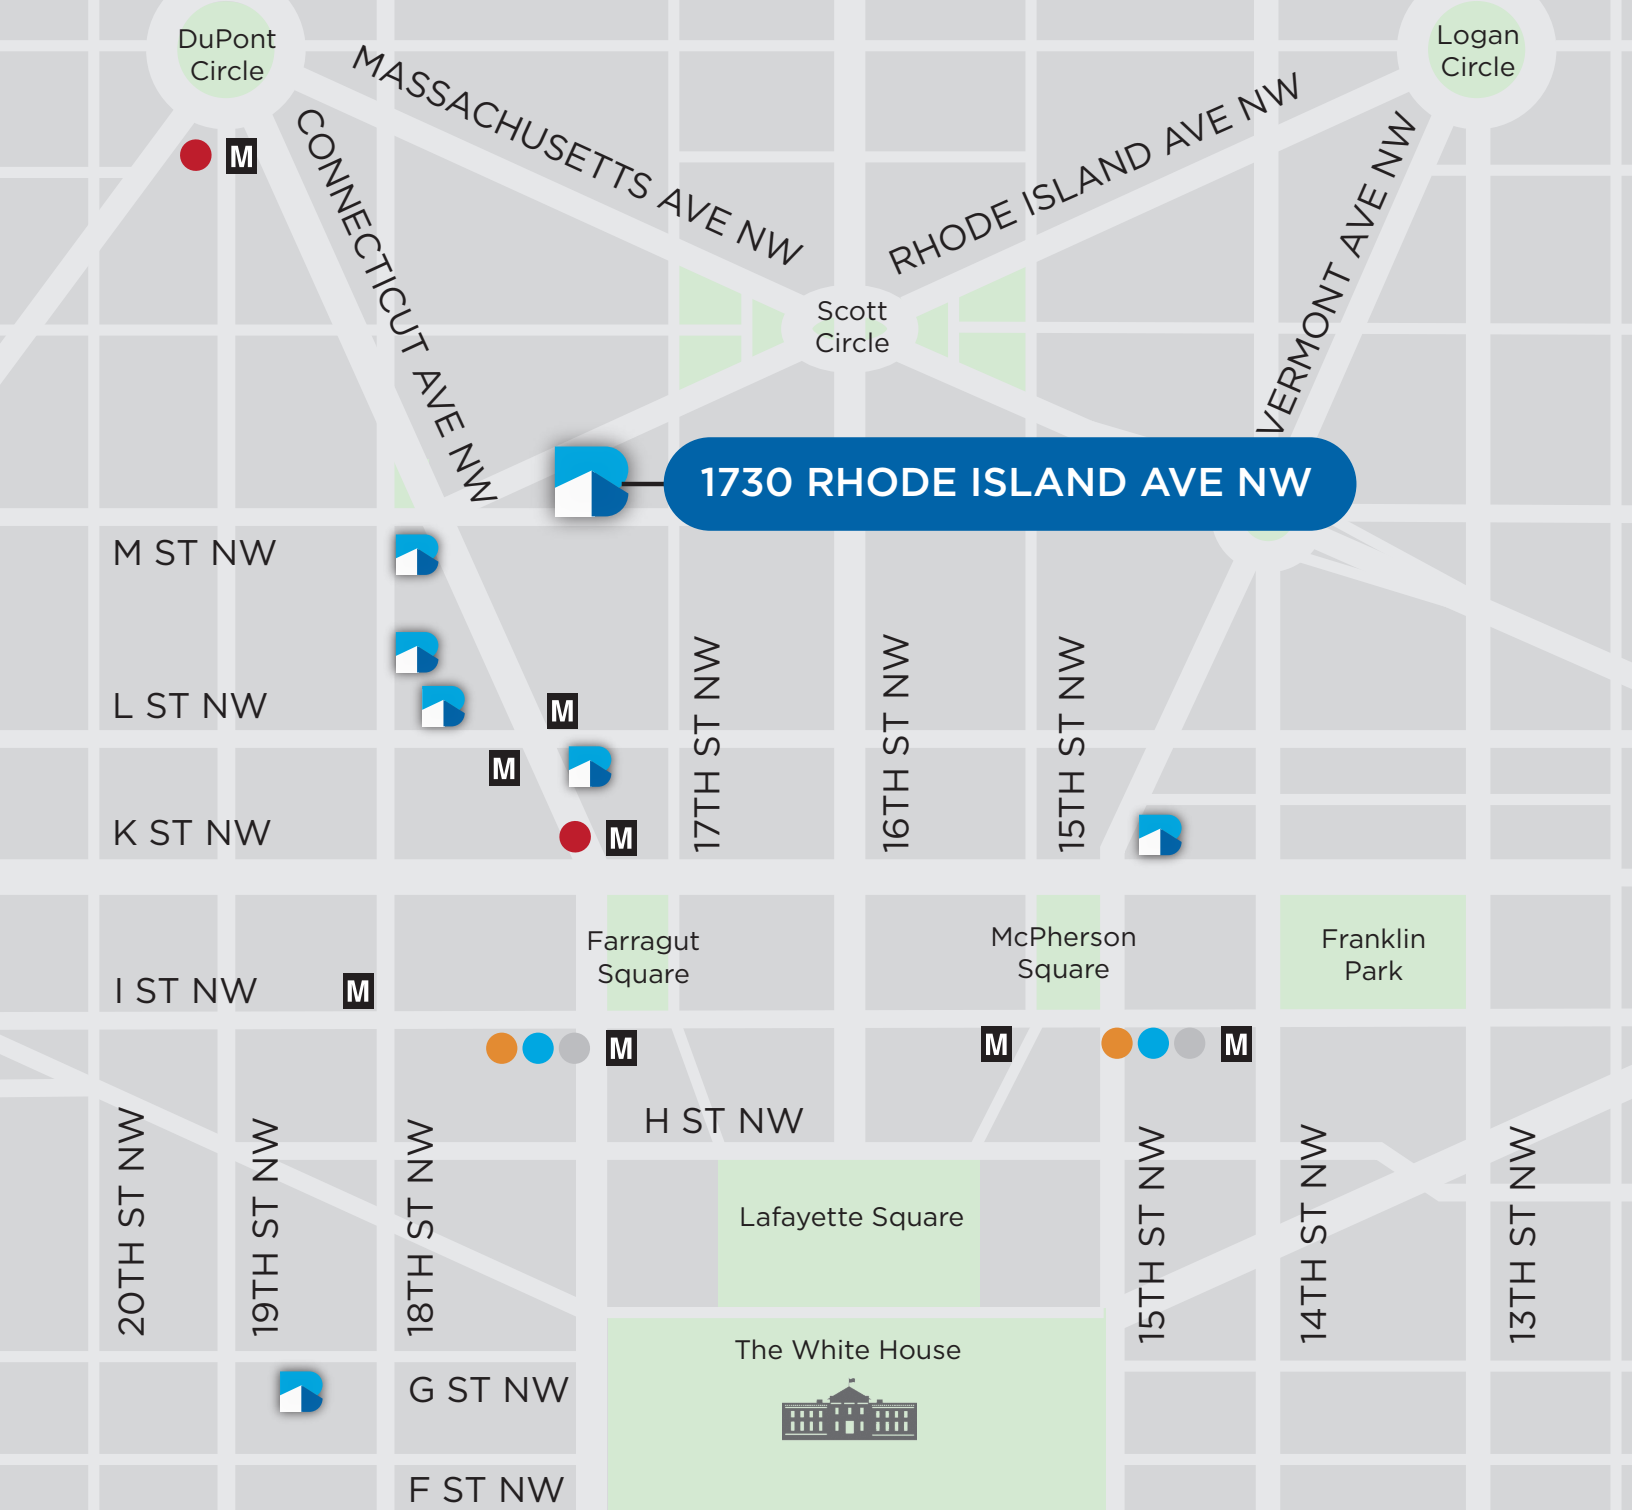 DuPont
Circle
Logan
Circle
MASSACHUSETTS AVE NW
RHODE ISLAND AVE NW
CONNECTICUT AVE NW
VERMONT AVE NW
M
Scott
Circle
1730 RHODE ISLAND AVE NW
M ST NW
L ST NW
M
M
K ST NW
M
17TH ST NW
16TH ST NW
15TH ST NW
Farragut
Square
McPherson
Square
Franklin
Park
I ST NW
M
M
M
M
H ST NW
20TH ST NW
19TH ST NW
18TH ST NW
15TH ST NW
14TH ST NW
13TH ST NW
Lafayette Square
The White House
G ST NW
F ST NW